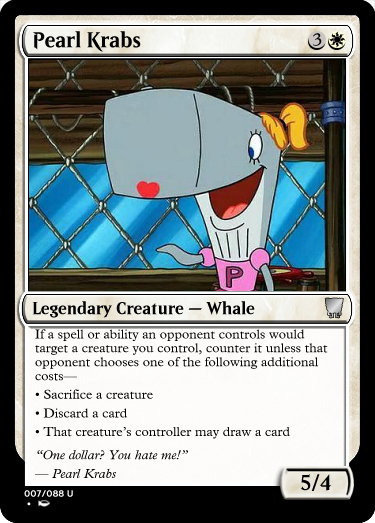 Pearl Krabs 3
P
Legendary Creature — Whale
If a spell or ability an opponent controls would
target a creature you control, counter it unless that
opponent chooses one of the following additional
costs—
• Sacrifice a creature
• Discard a card
• That creature's controller may draw a card
"One dollar? You hate me!"
— Pearl Krabs
5/4
007/088 U